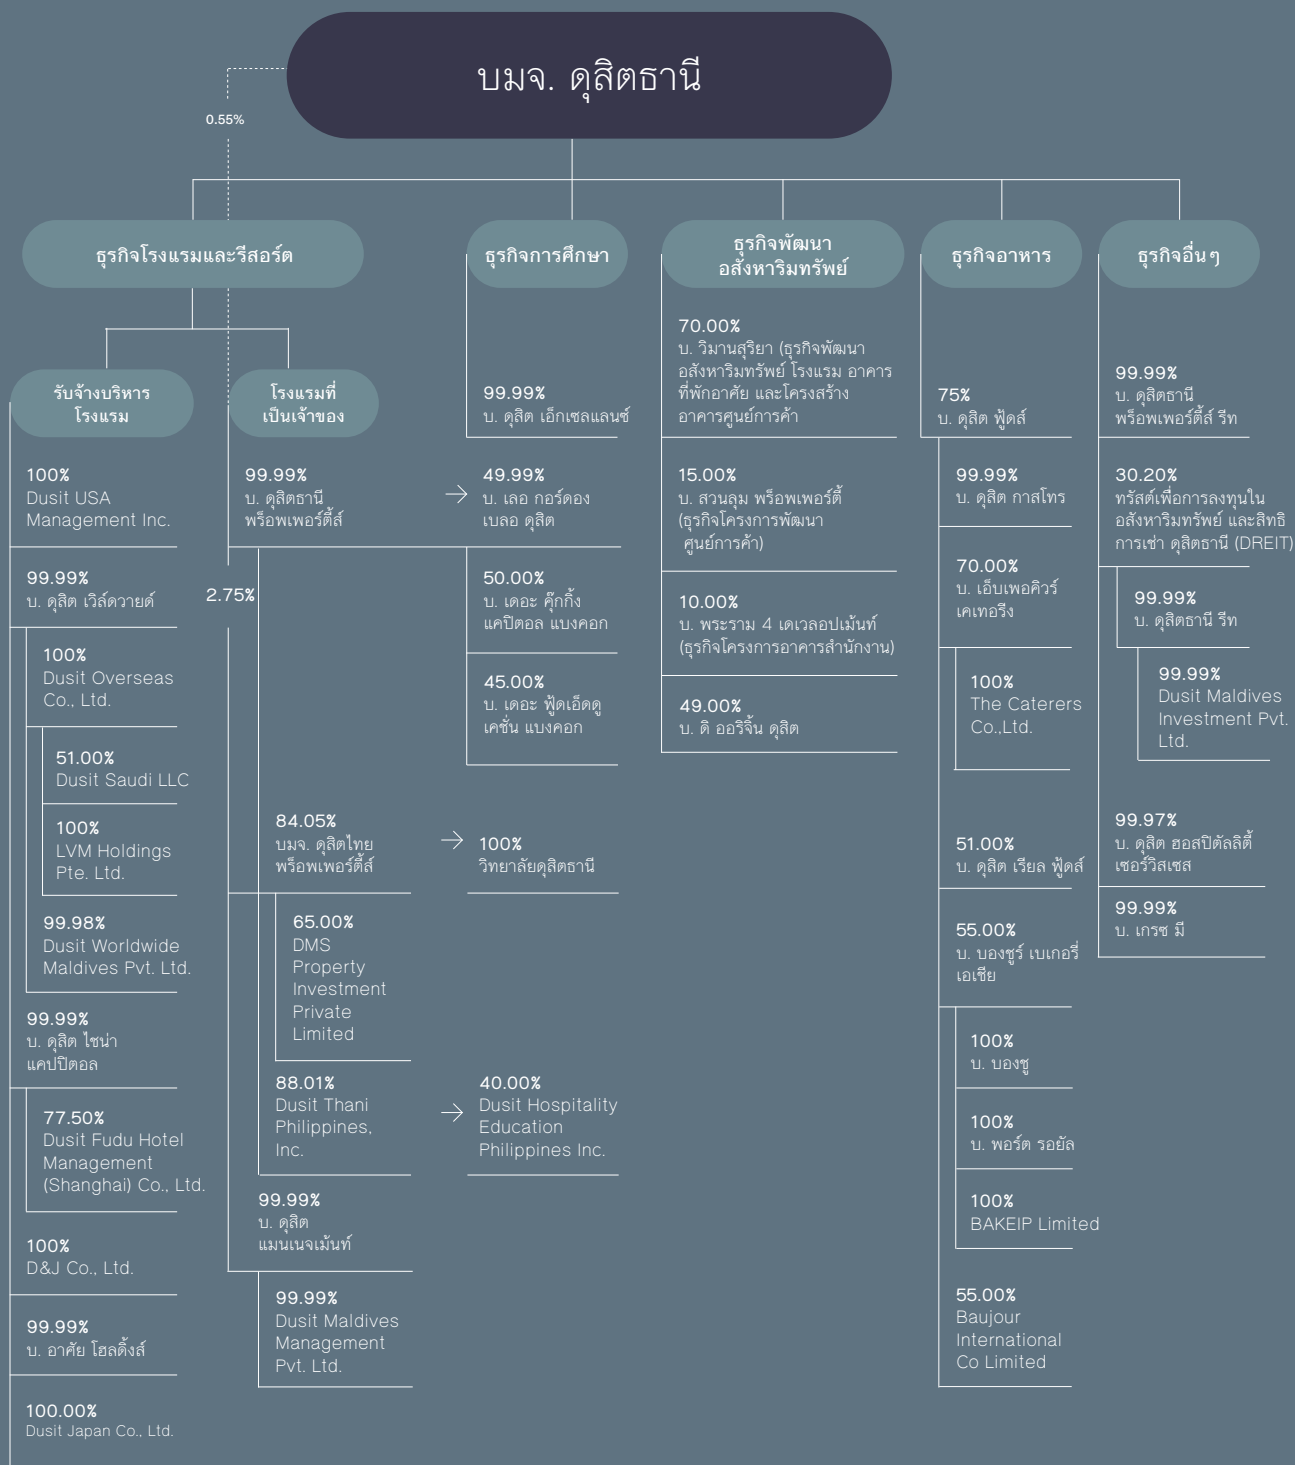 บมจ. ดุสิตธานี
0.55%
ธุรกิจโรงแรมและรีสอร์ต
รับจ้างบริหาร
โรงแรม
100%
Dusit USA
Management Inc.
99.99%
บ. ดุสิต เวิล์ดวายด์
100%
Dusit Overseas
Co., Ltd.
51.00%
Dusit Saudi LLC
100%
LVM Holdings
Pte. Ltd.
99.98%
Dusit Worldwide
Maldives Pvt. Ltd.
99.99%
บ. ดุสิต ไชน่า
แคปปิตอล
77.50%
Dusit Fudu Hotel
Management
(Shanghai) Co., Ltd.
100%
D&J Co., Ltd.
99.99%
บ. อาศัย โฮลดิ้งส์
100.00%
Dusit Japan Co., Ltd.
โรงแรมที่
เป็นเจ้าของ
99.99%
บ. ดุสิตธานี
พร็อพเพอร์ตี้ส์
2.75%
84.05%
บมจ. ดุสิตไทย
พร็อพเพอร์ตี้ส์
65.00%
DMS
Property
Investment
Private
Limited
88.01%
Dusit Thani
Philippines,
Inc.
99.99%
บ. ดุสิต
แมนเนจเม้นท์
99.99%
Dusit Maldives
Management
Pvt. Ltd.
ธุรกิจการศึกษา
99.99%
บ. ดุสิต เอ็กเซลเลนซ์
49.99%
บ. เลอ กอร์ดอง
เบลอ ดุสิต
50.00%
บ. เดอะ คุ๊กกิ้ง
แคปิตอล แบงคอก
45.00%
บ. เดอะ ฟู้ดเอ็ดดู
เคชั่น แบงคอก
100%
วิทยาลัยดุสิตธานี
40.00%
Dusit Hospitality
Education
Philippines Inc.
ธุรกิจพัฒนา
อสังหาริมทรัพย์
70.00%
บ. วิมานสุริยา (ธุรกิจพัฒนา
อสังหาริมทรัพย์ โรงแรม อาคาร
ที่พักอาศัย และโครงสร้าง
อาคารศูนย์การค้า)
15.00%
บ. สวนลุม พร็อพเพอร์ตี้
(ธุรกิจโครงการพัฒนา
ศูนย์การค้า)
10.00%
บ. พระราม 4 เดเวลอปเม้นท์
(ธุรกิจโครงการอาคารสำนักงาน)
49.00%
บ. ดิ ออริจิ้น ดุสิต
ธุรกิจอาหาร
75%
บ. ดุสิต ฟู้ดส์
99.99%
บ. ดุสิต กาสโทร
70.00%
บ. เอ็บเพอคิวร์
เคเทอริ่ง
100%
The Caterers
Co.,Ltd.
51.00%
บ. ดุสิต เรียล ฟู้ดส์
55.00%
บ. บองชูร์ เบเกอรี่
เอเชีย
100%
บ. บองชู
100%
บ. พอร์ต รอยัล
100%
BAKEIP Limited
55.00%
Baujour
International
Co Limited
ธุรกิจอื่นๆ
99.99%
บ. ดุสิตธานี
พร็อพเพอร์ตี้ส์ รีท
30.20%
ทรัสต์เพื่อการลงทุนใน
อสังหาริมทรัพย์ และสิทธิ
การเช่า ดุสิตธานี (DREIT)
99.99%
บ. ดุสิตธานี รีท
99.99%
Dusit Maldives
Investment Pvt.
Ltd.
99.97%
บ. ดุสิต ฮอสปิตัลลิตี้
เซอร์วิสเซส
99.99%
บ. เกรซ มี